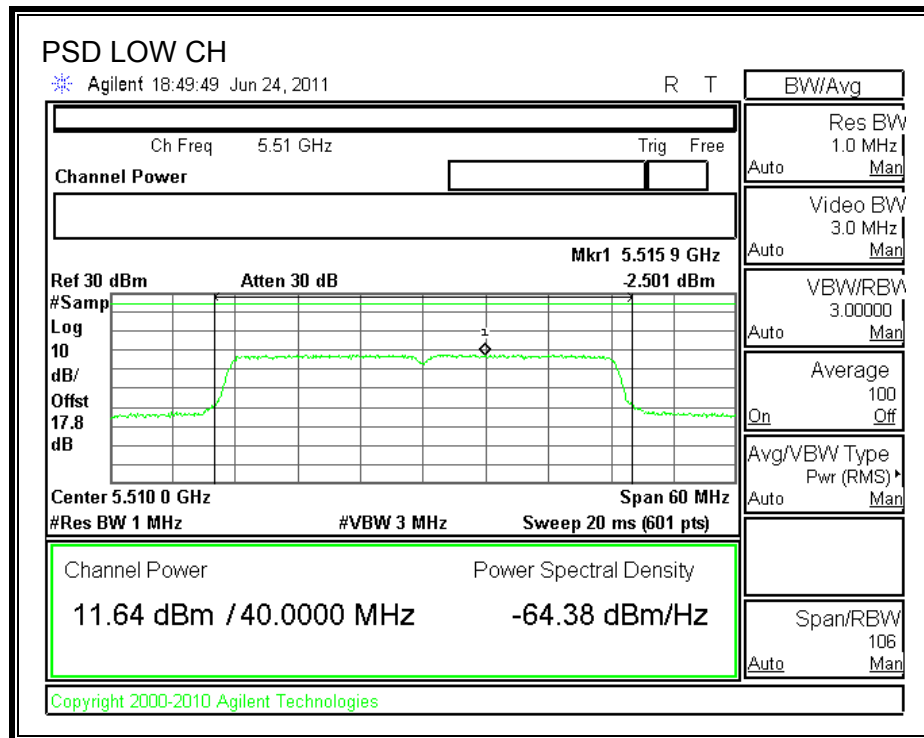 PSD LOW CH
Agilent 18:49:49 Jun 24, 2011
R T
Ch Freq 5.51 GHz Trig Free
Channel Power
Mkr1 5.515 9 GHz
Ref 30 dBm Atten 30 dB -2.501 dBm
#Samp
Log
10
dB/
Offst
17.8
dB
1
Center 5.510 0 GHz Span 60 MHz
#Res BW 1 MHz #VBW 3 MHz Sweep 20 ms (601 pts)
Channel Power Power Spectral Density
11.64 dBm / 40.0000 MHz -64.38 dBm/Hz
Copyright 2000-2010 Agilent Technologies
BW/Avg
Res BW
1.0 MHz
Auto Man
Video BW
3.0 MHz
Auto Man
VBW/RBW
3.00000
Auto Man
Average
100
On Off
Avg/VBW Type
Pwr (RMS)
Auto Man
Span/RBW
106
Auto Man